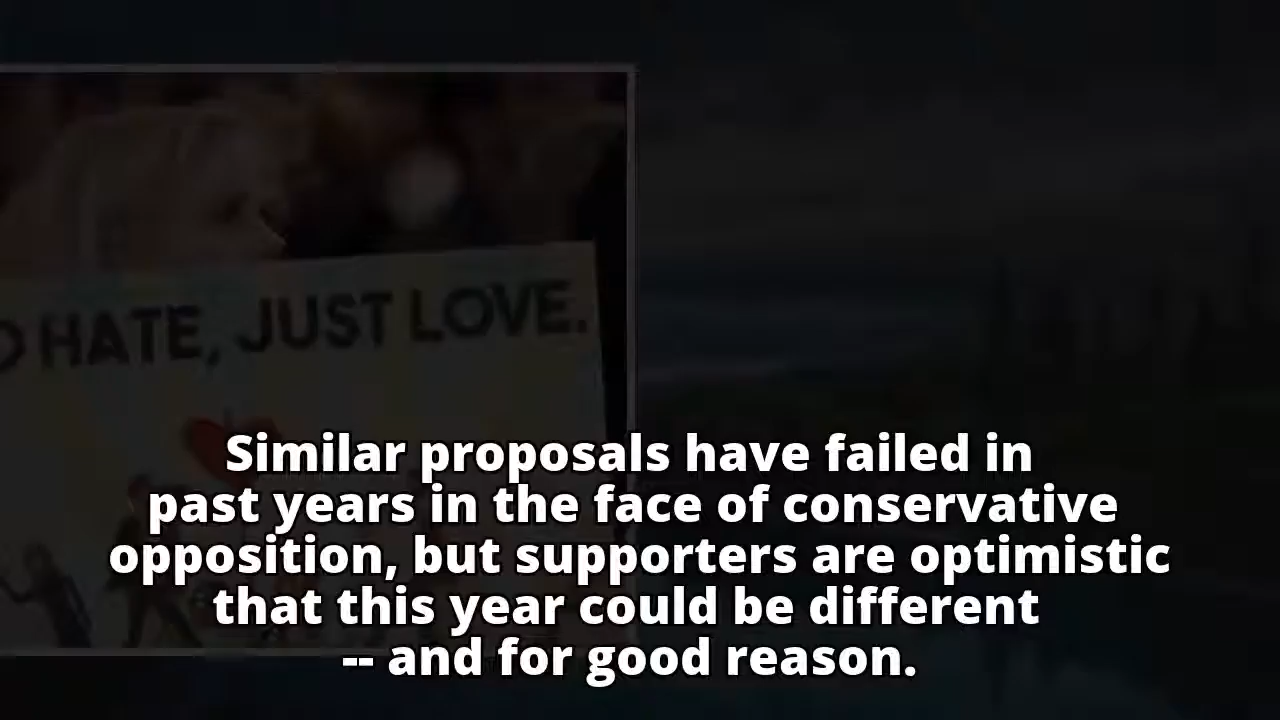 HATE, JUST LOVE.
Similar proposals have failed in
past years in the face of conservative
opposition, but supporters are optimistic
that this year could be different
-- and for good reason.